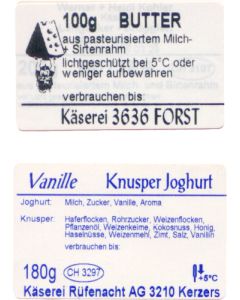 100g BUTTER
aus pasteurisiertem Milch-
+ Sirtenrahm
lichtgeschützt bei 5°C oder
weniger aufbewahren
verbrauchen bis:
Käserei 3636 FORST
Vanille Knusper Joghurt
Joghurt: Milch, Zucker, Vanille, Aroma
Knusper: Haferflocken, Rohrzucker, Weizenflocken,
Pflanzenöl, Weizenkeime, Kokosnuss, Honig,
Haselnüsse, Weizenmehl, Zimt, Salz, Vanillin
verbrauchen bis:
180g CH 3297 +5°C
Käserei Rüfenacht AG 3210 Kerzers